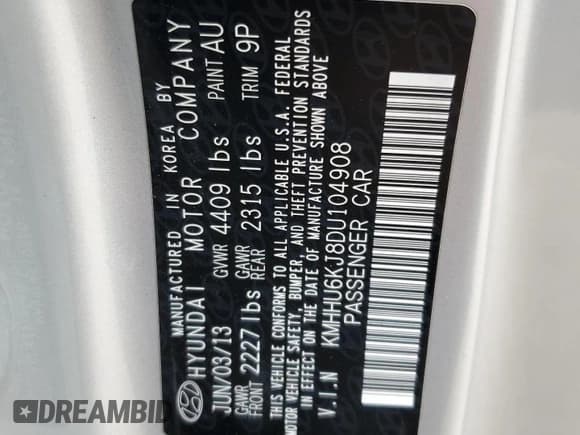 MANUFACTURED IN KOREA BY
HYUNDAI MOTOR COMPANY
JUN/03/13 GVWR 4409 lbs PAINT AU
GAWR FRONT 2227 lbs GAWR REAR 2315 lbs TRIM 9P
THIS VEHICLE CONFORMS TO ALL APPLICABLE U.S.A. FEDERAL
MOTOR VEHICLE SAFETY, BUMPER, AND THEFT PREVENTION STANDARDS
IN EFFECT ON THE DATE OF MANUFACTURE SHOWN ABOVE
V.I.N KMHHU6KJ8DU104908
PASSENGER CAR
DREAMBID